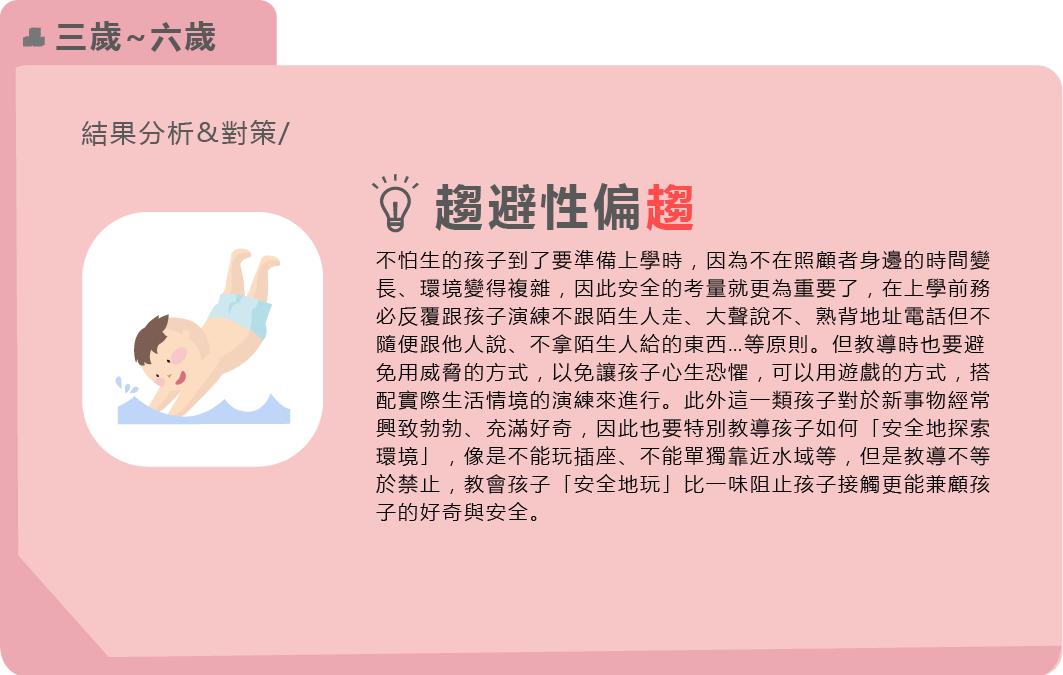 三歲~六歲
結果分析&對策/
趨避性偏趨
不怕生的孩子到了要準備上學時，因為不在照顧者身邊的時間變
長、環境變得複雜，因此安全的考量就更為重要了，在上學前務
必反覆跟孩子演練不跟陌生人走、大聲說不、熟背地址電話但不
隨便跟他人說、不拿陌生人給的東西...等原則。但教導時也要避
免用威脅的方式，以免讓孩子心生恐懼，可以用遊戲的方式，搭
配實際生活情境的演練來進行。此外這一類孩子對於新事物經常
興致勃勃、充滿好奇，因此也要特別教導孩子如何「安全地探索
環境」，像是不能玩插座、不能單獨靠近水域等，但是教導不等
於禁止，教會孩子「安全地玩」比一味阻止孩子接觸更能兼顧孩
子的好奇與安全。